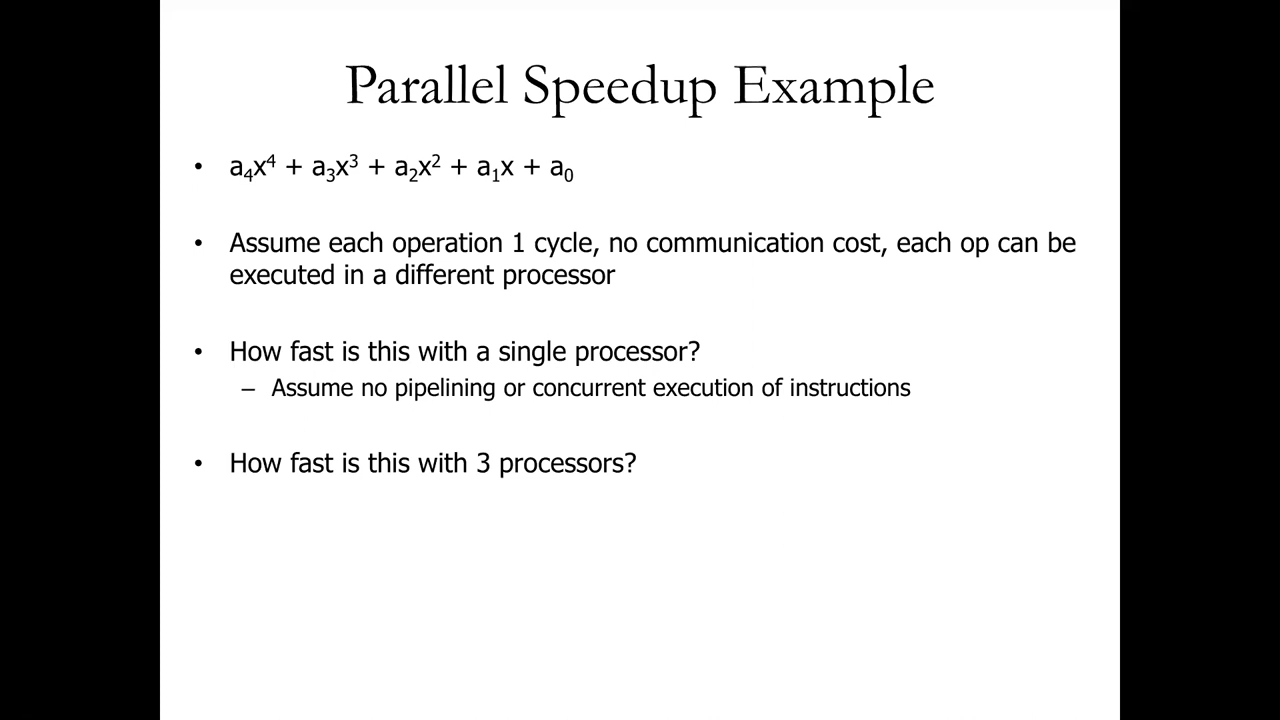 Parallel Speedup Example
• a₄x⁴ + a₃x³ + a₂x² + a₁x + a₀
• Assume each operation 1 cycle, no communication cost, each op can be
executed in a different processor
• How fast is this with a single processor?
– Assume no pipelining or concurrent execution of instructions
• How fast is this with 3 processors?